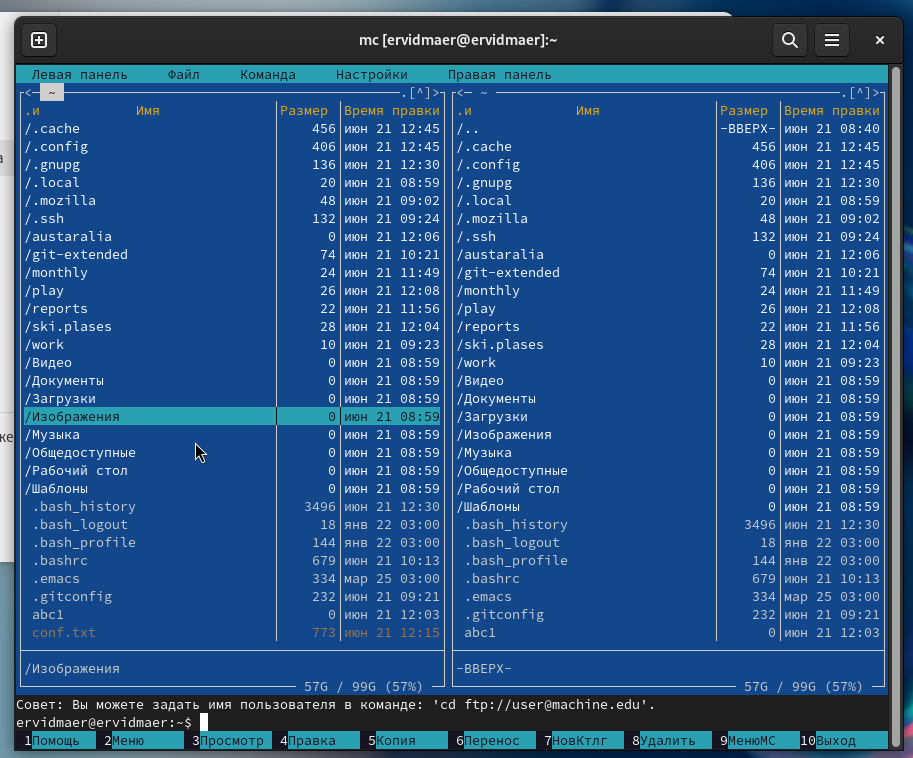 mc [ervidmaer@ervidmaer]:~
Левая панель Файл Команда Настройки Правая панель
<─ ~ .[^]> <─ ~ .[^]>
.и Имя Размер Время правки .и Имя Размер Время правки
/.cache 456 июн 21 12:45 /.. -ВВЕРХ- июн 21 08:40
/.config 406 июн 21 12:45 /.cache 456 июн 21 12:45
/.gnupg 136 июн 21 12:30 /.config 406 июн 21 12:45
/.local 20 июн 21 08:59 /.gnupg 136 июн 21 12:30
/.mozilla 48 июн 21 09:02 /.local 20 июн 21 08:59
/.ssh 132 июн 21 09:24 /.mozilla 48 июн 21 09:02
/austaralia 0 июн 21 12:06 /.ssh 132 июн 21 09:24
/git-extended 74 июн 21 10:21 /austaralia 0 июн 21 12:06
/monthly 24 июн 21 11:49 /git-extended 74 июн 21 10:21
/play 26 июн 21 12:08 /monthly 24 июн 21 11:49
/reports 22 июн 21 11:56 /play 26 июн 21 12:08
/ski.plases 28 июн 21 12:04 /reports 22 июн 21 11:56
/work 10 июн 21 09:23 /ski.plases 28 июн 21 12:04
/Видео 0 июн 21 08:59 /work 10 июн 21 09:23
/Документы 0 июн 21 08:59 /Видео 0 июн 21 08:59
/Загрузки 0 июн 21 08:59 /Документы 0 июн 21 08:59
/Изображения 0 июн 21 08:59 /Загрузки 0 июн 21 08:59
/Музыка 0 июн 21 08:59 /Изображения 0 июн 21 08:59
/Общедоступные 0 июн 21 08:59 /Музыка 0 июн 21 08:59
/Рабочий стол 0 июн 21 08:59 /Общедоступные 0 июн 21 08:59
/Шаблоны 0 июн 21 08:59 /Рабочий стол 0 июн 21 08:59
.bash_history 3496 июн 21 12:30 /Шаблоны 0 июн 21 08:59
.bash_logout 18 янв 22 03:00 .bash_history 3496 июн 21 12:30
.bash_profile 144 янв 22 03:00 .bash_logout 18 янв 22 03:00
.bashrc 679 июн 21 10:13 .bash_profile 144 янв 22 03:00
.emacs 334 мар 25 03:00 .bashrc 679 июн 21 10:13
.gitconfig 232 июн 21 09:21 .emacs 334 мар 25 03:00
abc1 0 июн 21 12:03 .gitconfig 232 июн 21 09:21
conf.txt 773 июн 21 12:15 abc1 0 июн 21 12:03
/Изображения -ВВЕРХ-
57G / 99G (57%) 57G / 99G (57%)
Совет: Вы можете задать имя пользователя в команде: 'cd ftp://user@machine.edu'.
ervidmaer@ervidmaer:~$
1Помощь 2Меню 3Просмотр 4Правка 5Копия 6Перенос 7НовКтлг 8Удалить 9МенюМС 10Выход